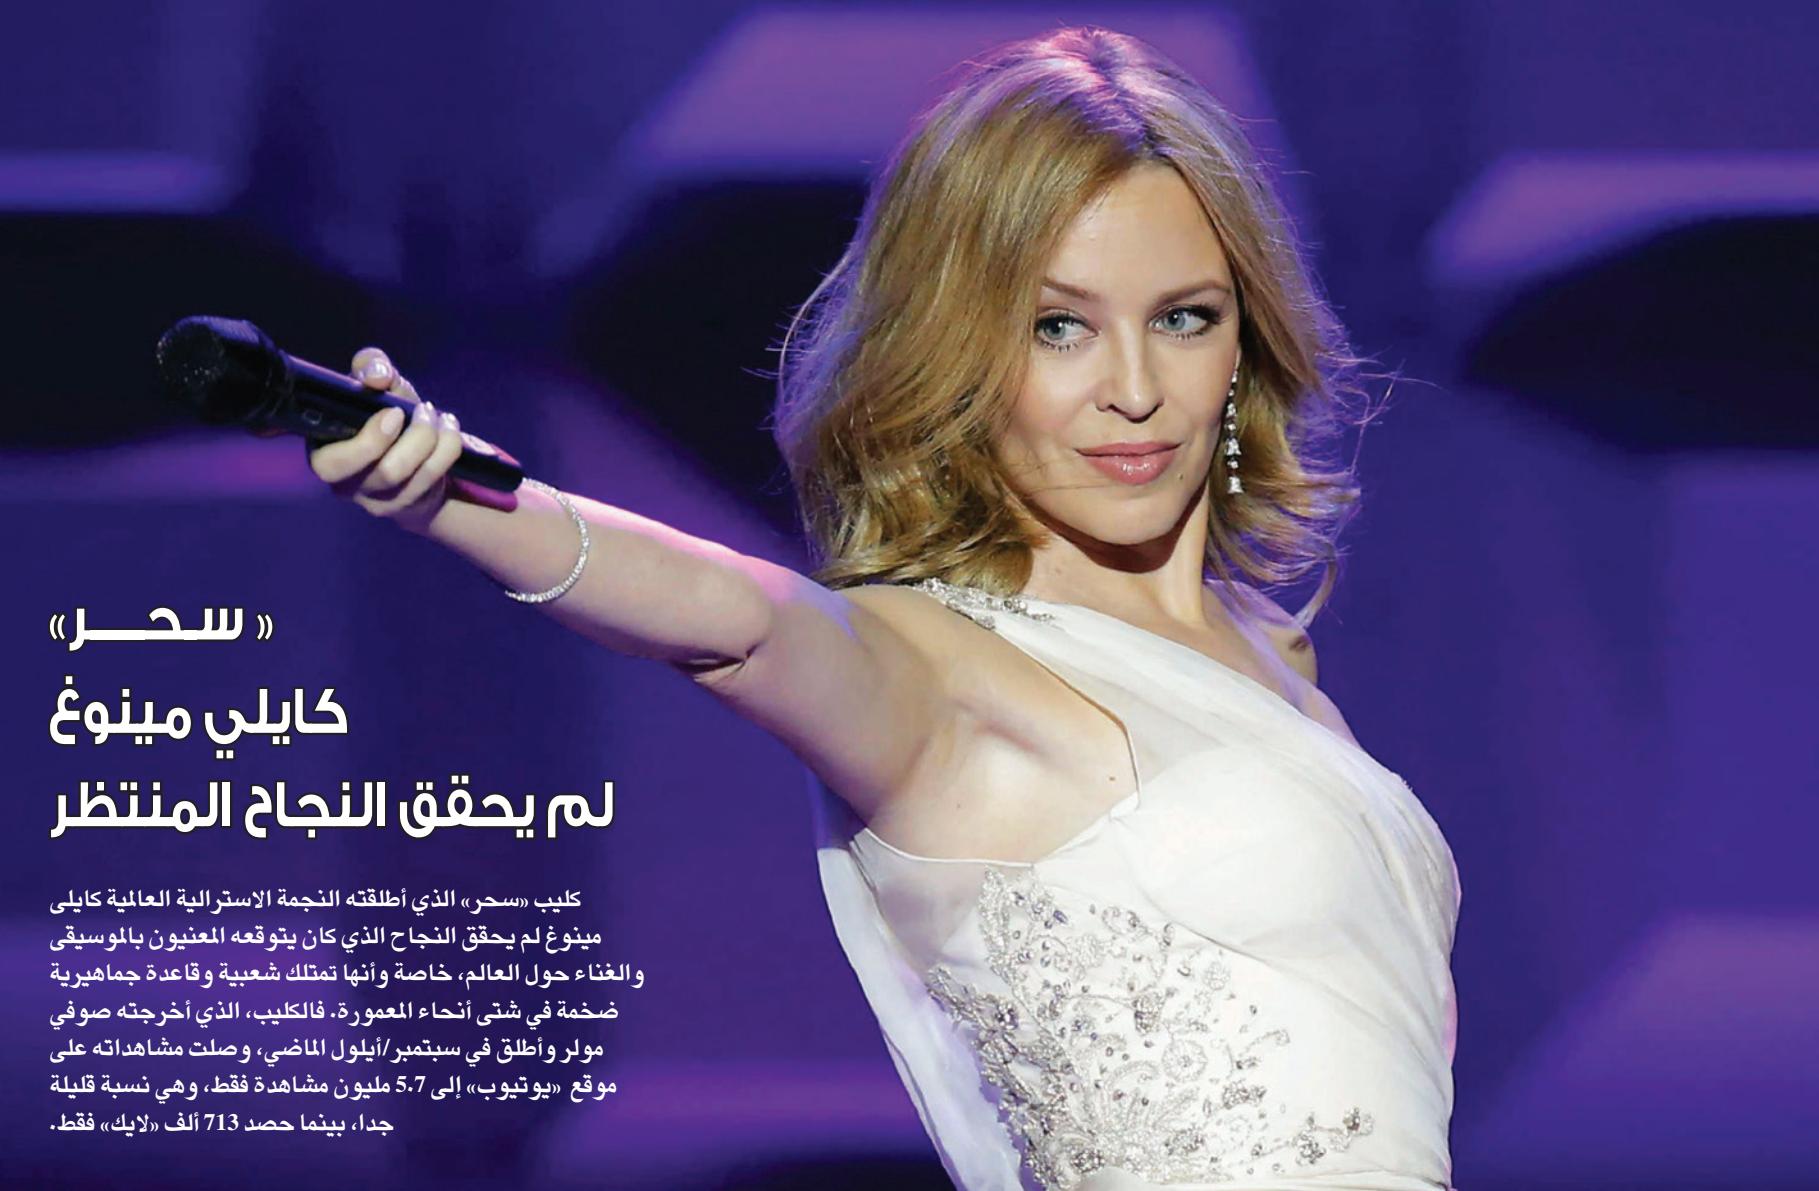 « سحر»
كايلي مينوغ
لم يحقق النجاح المنتظر
كليب «سحر» الذي أطلقته النجمة الاسترالية العالمية كايلى
مينوغ لم يحقق النجاح الذي كان يتوقعه المعنيون بالموسيقى
والغناء حول العالم، خاصة وأنها تمتلك شعبية وقاعدة جماهيرية
ضخمة في شتى أنحاء المعمورة. فالكليب، الذي أخرجته صوفي
مولر وأطلق في سبتمبر/أيلول الماضي، وصلت مشاهداته على
موقع «يوتيوب» إلى 5.7 مليون مشاهدة فقط، وهي نسبة قليلة
جدا، بينما حصد 713 ألف «لايك» فقط.